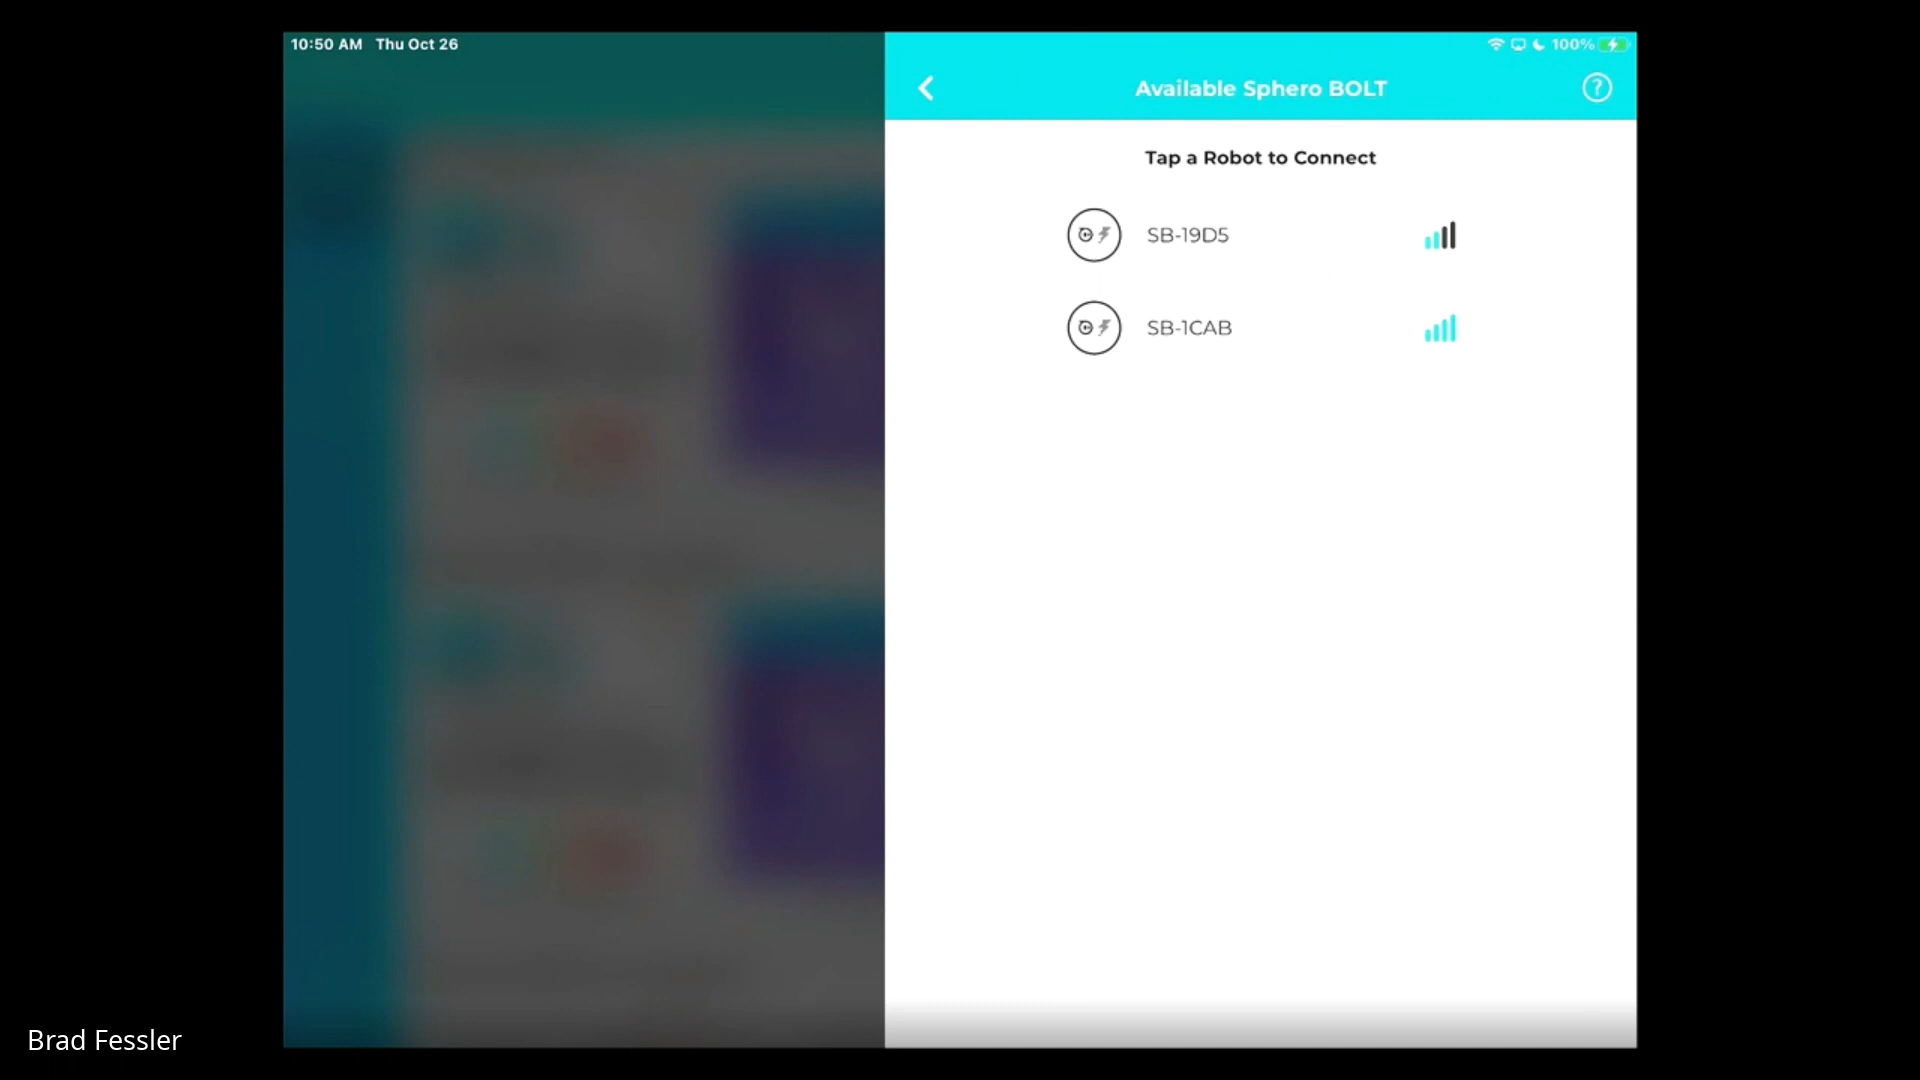 10:50 AM Thu Oct 26
100%
Available Sphero BOLT
?
Tap a Robot to Connect
SB-19D5
SB-1CAB
Brad Fessler